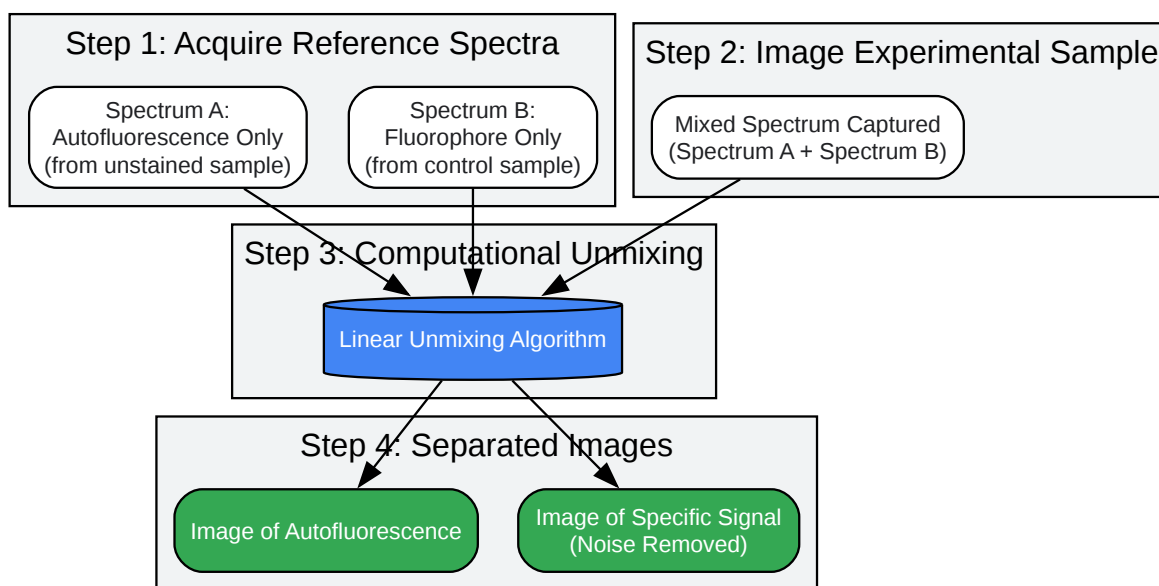 Step 1: Acquire Reference Spectra
Spectrum A:
Autofluorescence Only
(from unstained sample)
Spectrum B:
Fluorophore Only
(from control sample)
Step 2: Image Experimental Sample
Mixed Spectrum Captured
(Spectrum A + Spectrum B)
Step 3: Computational Unmixing
Linear Unmixing Algorithm
Step 4: Separated Images
Image of Autofluorescence
Image of Specific Signal
(Noise Removed)